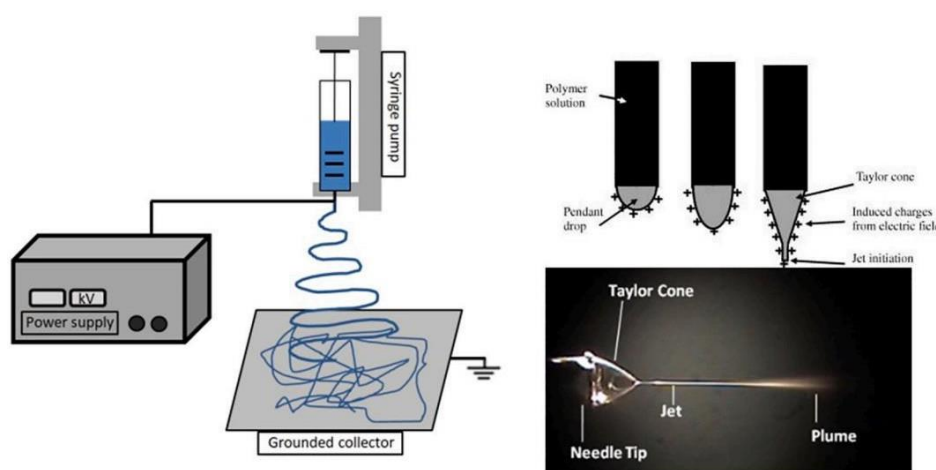 Syringe pump
kV
Power supply
Grounded collector
Polymer
solution
Pendant
drop
Taylor cone
Induced charges
from electric field
Jet initiation
Taylor Cone
Jet
Needle Tip
Plume